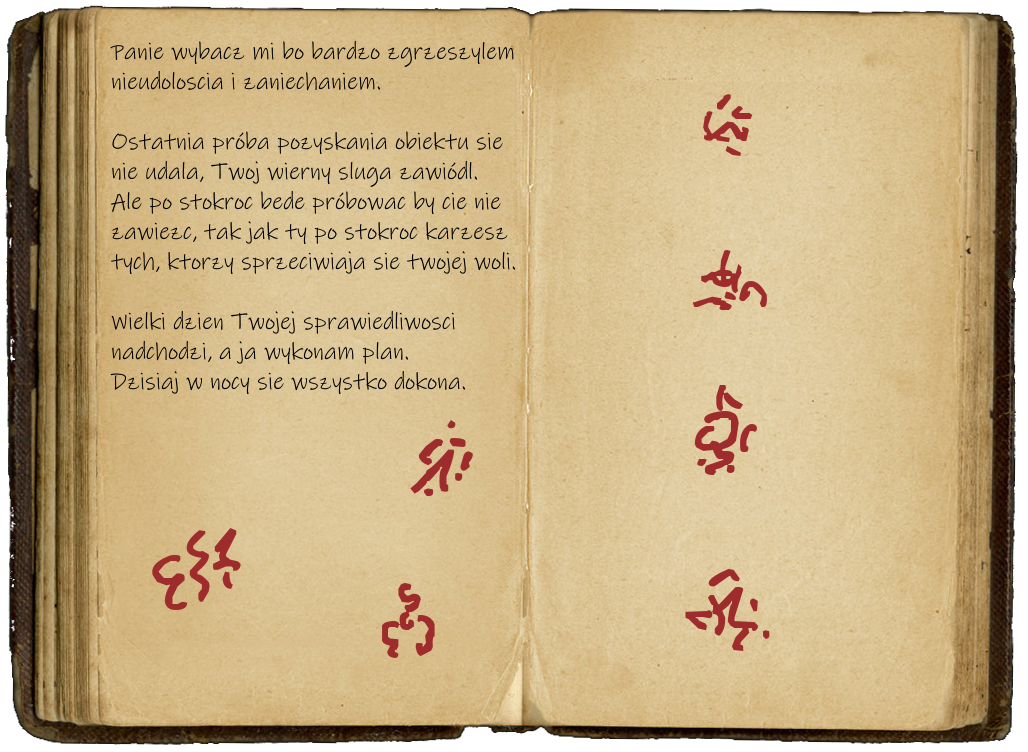 Panie wybacz mi bo bardzo zgrzeszylem
nieudoloscia i zaniechaniem.
Ostatnia próba pozyskania obiektu sie
nie udala, Twoj wierny sluga zawiódl.
Ale po stokroc bede próbowac by cie nie
zawiezc, tak jak ty po stokroc karzesz
tych, ktorzy sprzeciwiaja sie twojej woli.
Wielki dzien Twojej sprawiedliwosci
nadchodzi, a ja wykonam plan.
Dzisiaj w nocy sie wszystko dokona.